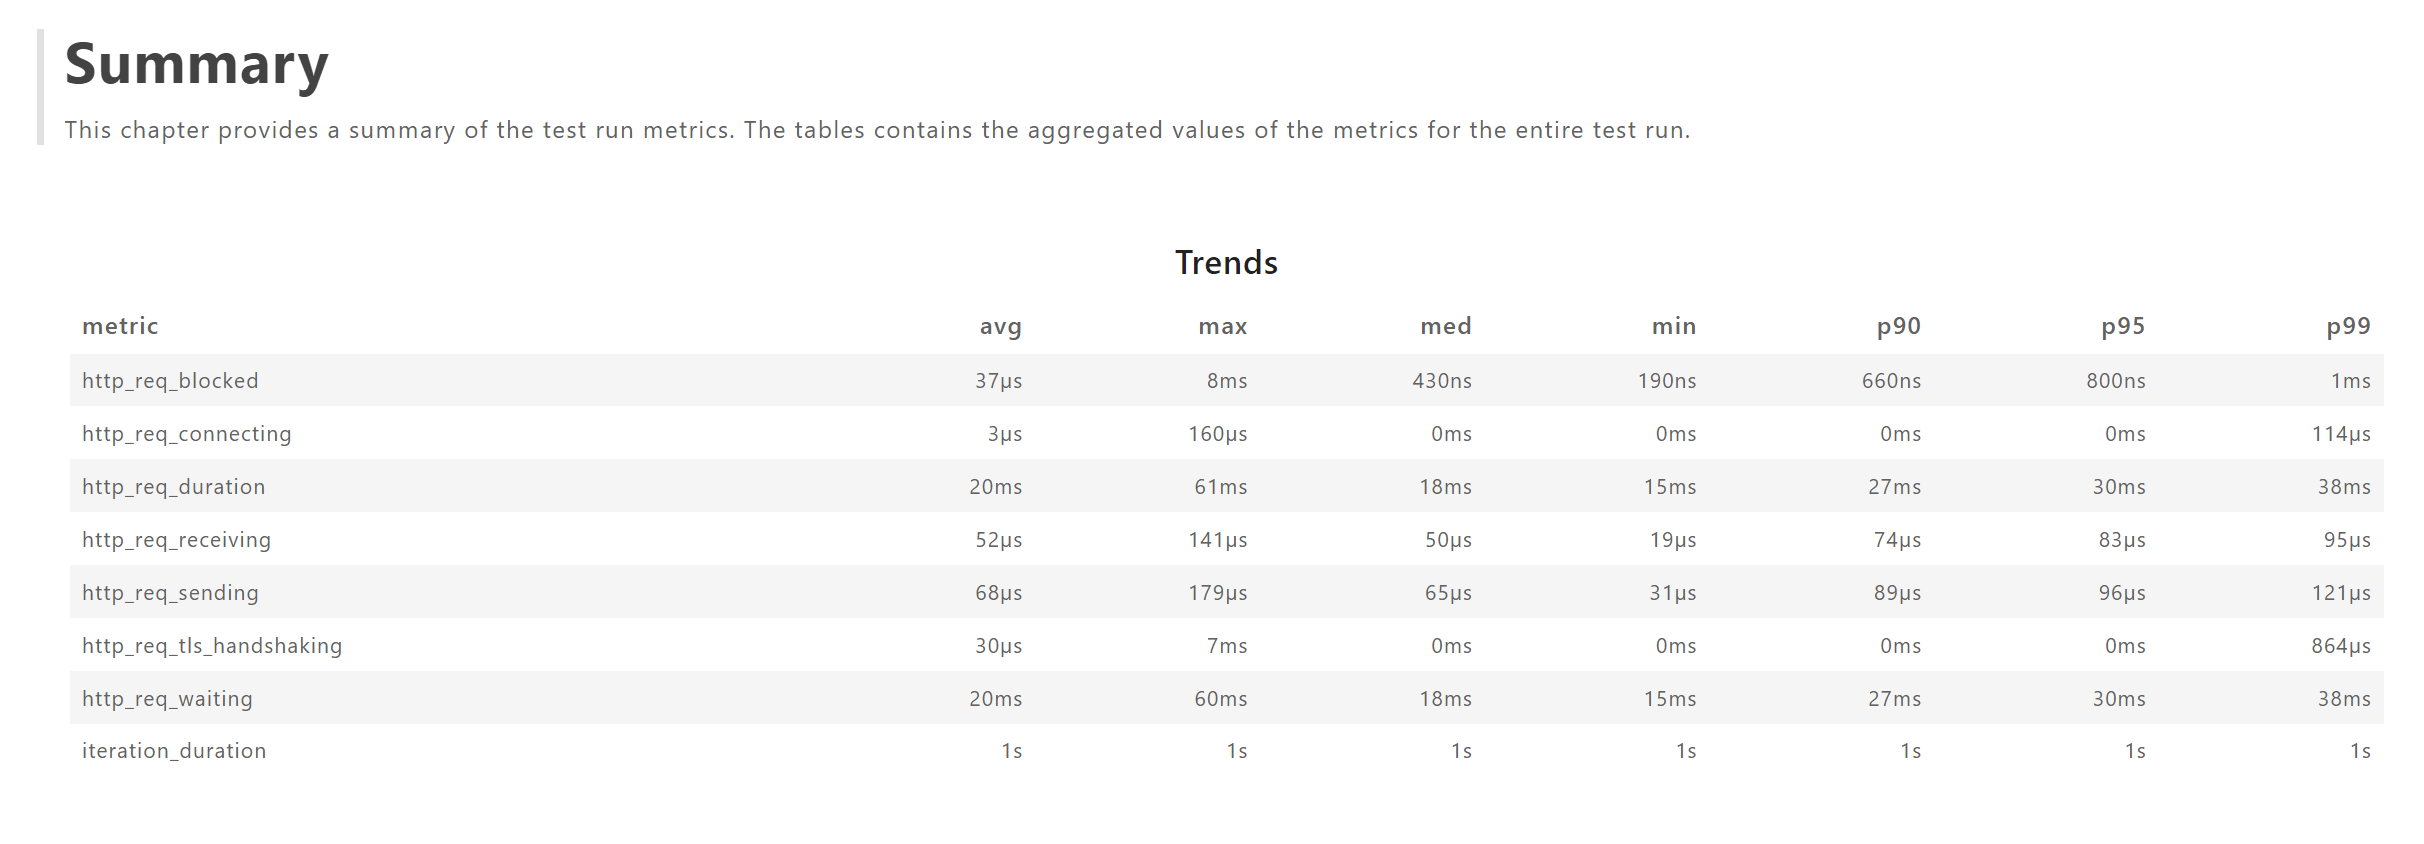 Summary
This chapter provides a summary of the test run metrics. The tables contains the aggregated values of the metrics for the entire test run.
Trends
metric avg max med min p90 p95 p99
http_req_blocked 37µs 8ms 430ns 190ns 660ns 800ns 1ms
http_req_connecting 3µs 160µs 0ms 0ms 0ms 0ms 114µs
http_req_duration 20ms 61ms 18ms 15ms 27ms 30ms 38ms
http_req_receiving 52µs 141µs 50µs 19µs 74µs 83µs 95µs
http_req_sending 68µs 179µs 65µs 31µs 89µs 96µs 121µs
http_req_tls_handshaking 30µs 7ms 0ms 0ms 0ms 0ms 864µs
http_req_waiting 20ms 60ms 18ms 15ms 27ms 30ms 38ms
iteration_duration 1s 1s 1s 1s 1s 1s 1s